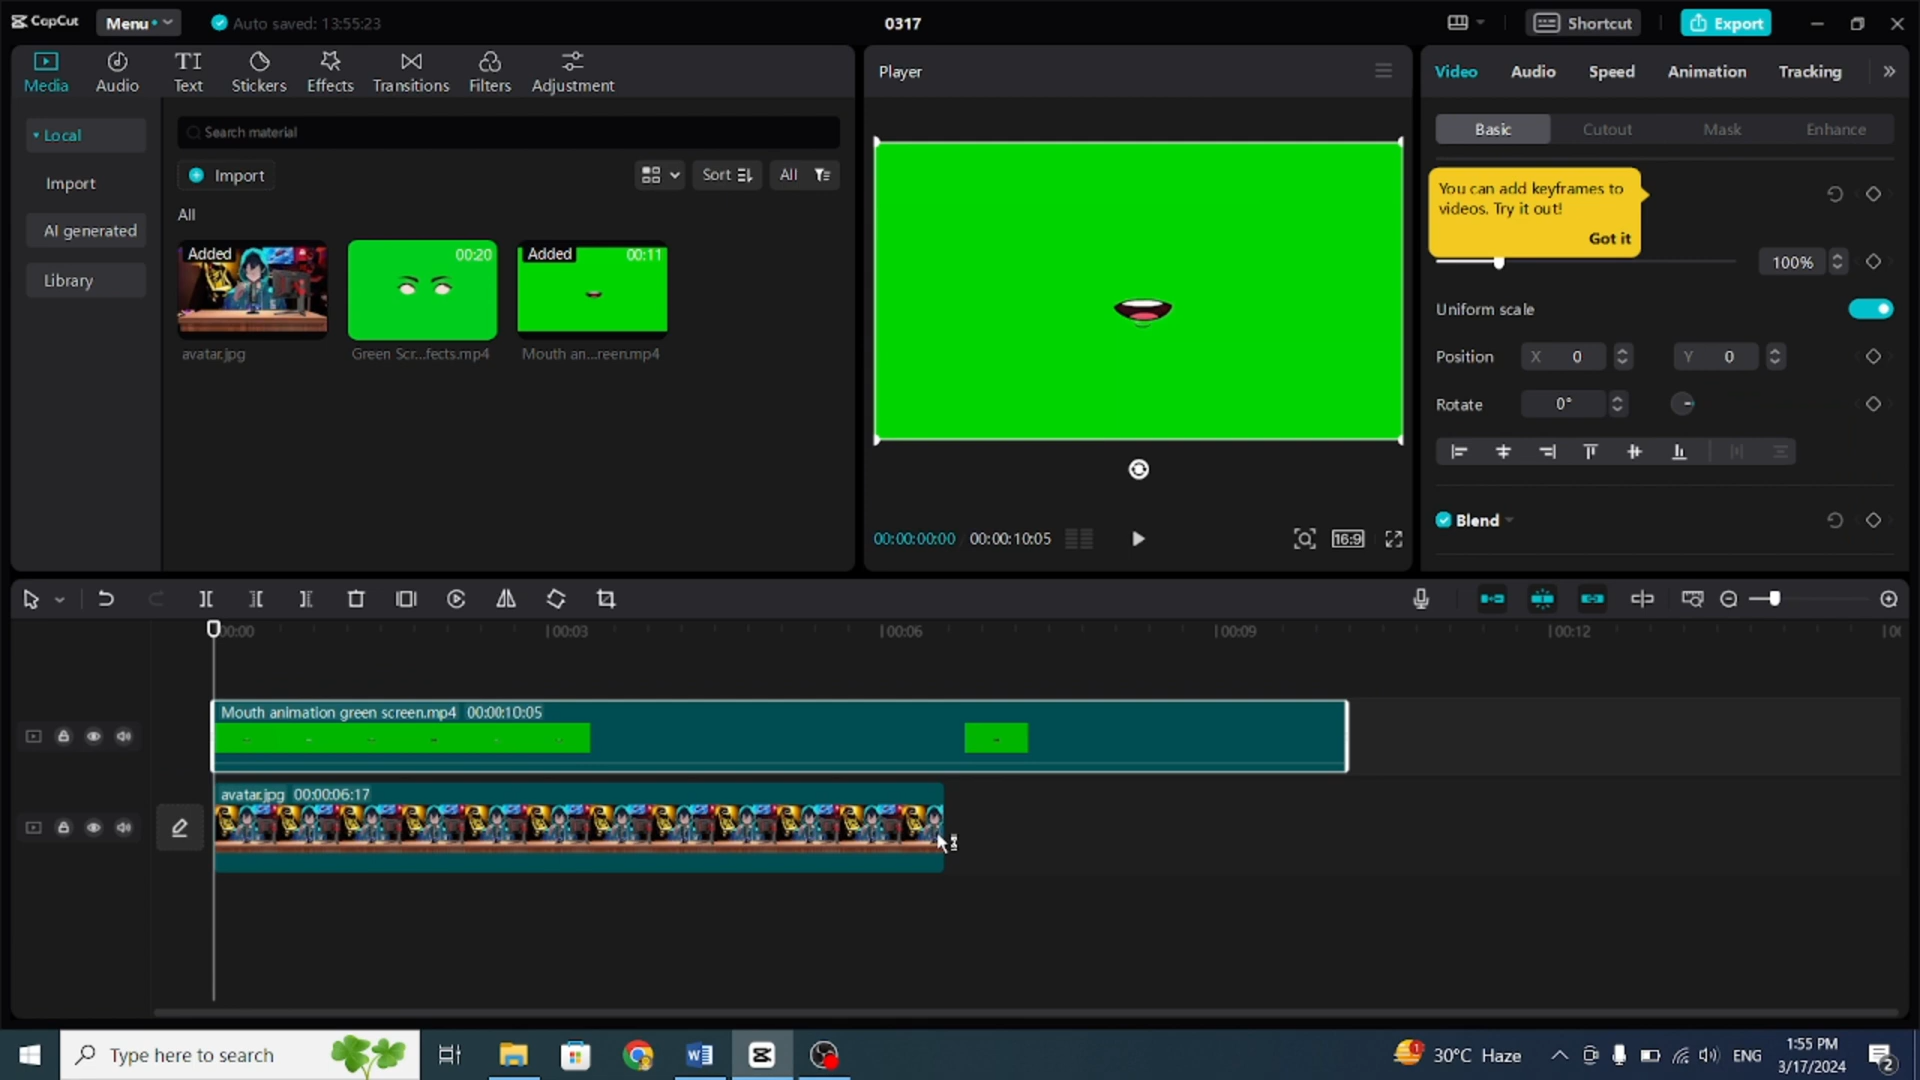 CapCut
Menu
Auto saved: 13:55:23
0317
Shortcut
Export
Media
Audio
Text
Stickers
Effects
Transitions
Filters
Adjustment
Local
Import
AI generated
Library
Search material
Import
Sort
All
All
Added
avatar.jpg
00:20
Green Scr...fects.mp4
Added
00:11
Mouth an...reen.mp4
Player
00:00:00:00
00:00:10:05
16:9
Video
Audio
Speed
Animation
Tracking
Basic
Cutout
Mask
Enhance
You can add keyframes to
videos. Try it out!
Got it
100%
Uniform scale
Position
X 0
Y 0
Rotate
0°
Blend
00:00
00:03
00:06
00:09
00:12
Mouth animation green screen.mp4 00:00:10:05
avatar.jpg 00:00:06:17
Type here to search
30°C Haze
ENG
1:55 PM
3/17/2024
2